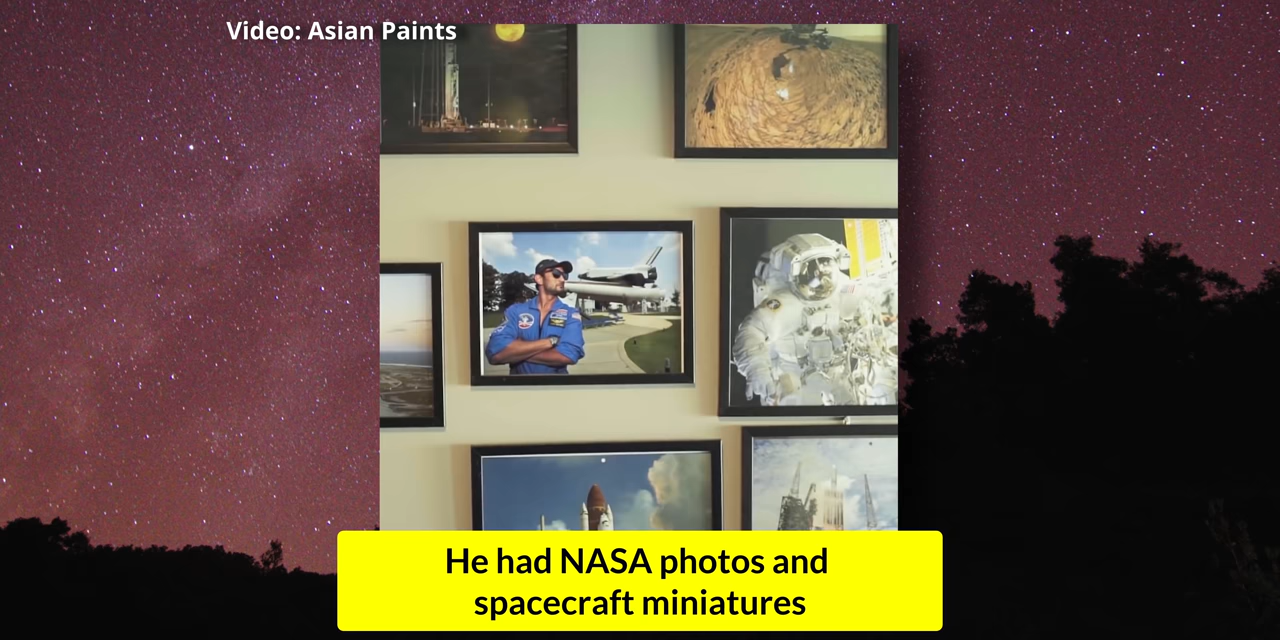 Video: Asian Paints
He had NASA photos and
spacecraft miniatures